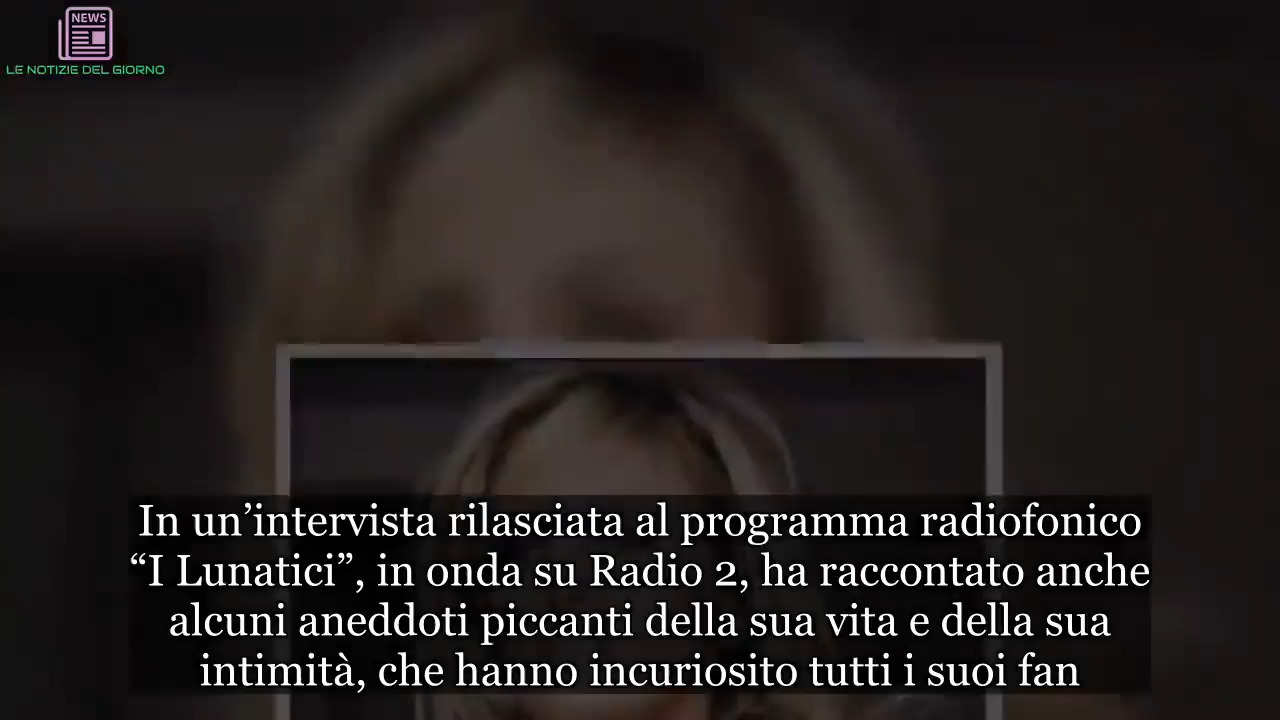 NEWS
LE NOTIZIE DEL GIORNO
In un’intervista rilasciata al programma radiofonico
“I Lunatici”, in onda su Radio 2, ha raccontato anche
alcuni aneddoti piccanti della sua vita e della sua
intimità, che hanno incuriosito tutti i suoi fan